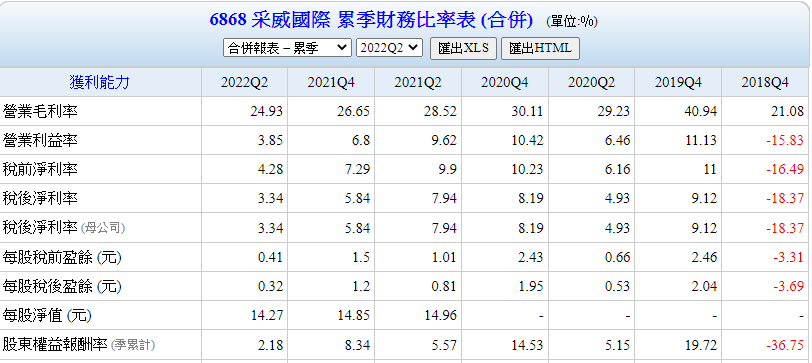 6868 采威國際 累季財務比率表 (合併) (單位:%)
合併報表 – 累季 2022Q2 匯出XLS 匯出HTML
獲利能力 2022Q2 2021Q4 2021Q2 2020Q4 2020Q2 2019Q4 2018Q4
營業毛利率 24.93 26.65 28.52 30.11 29.23 40.94 21.08
營業利益率 3.85 6.8 9.62 10.42 6.46 11.13 -15.83
稅前淨利率 4.28 7.29 9.9 10.23 6.16 11 -16.49
稅後淨利率 3.34 5.84 7.94 8.19 4.93 9.12 -18.37
稅後淨利率 (母公司) 3.34 5.84 7.94 8.19 4.93 9.12 -18.37
每股稅前盈餘 (元) 0.41 1.5 1.01 2.43 0.66 2.46 -3.31
每股稅後盈餘 (元) 0.32 1.2 0.81 1.95 0.53 2.04 -3.69
每股淨值 (元) 14.27 14.85 14.96 - - - -
股東權益報酬率 (季累計) 2.18 8.34 5.57 14.53 5.15 19.72 -36.75